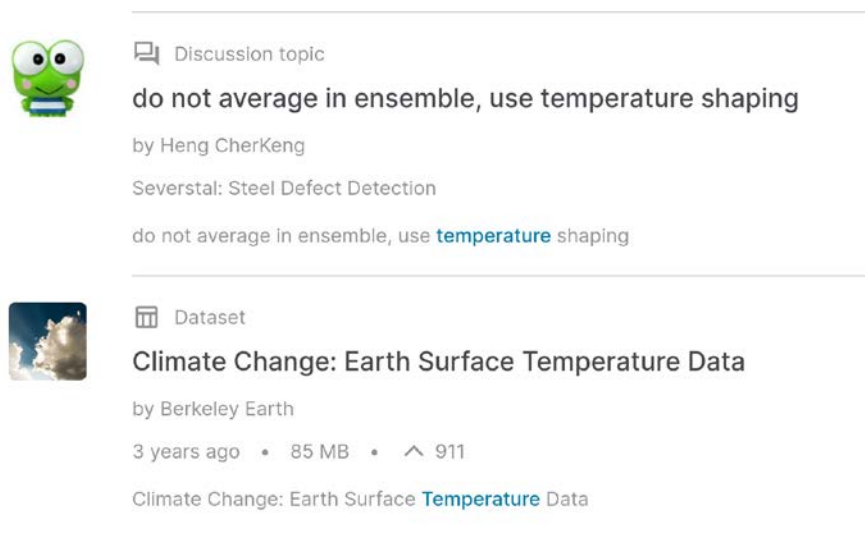 Discussion topic
do not average in ensemble, use temperature shaping
by Heng CherKeng
Severstal: Steel Defect Detection
do not average in ensemble, use temperature shaping
Dataset
Climate Change: Earth Surface Temperature Data
by Berkeley Earth
3 years ago • 85 MB • 911
Climate Change: Earth Surface Temperature Data